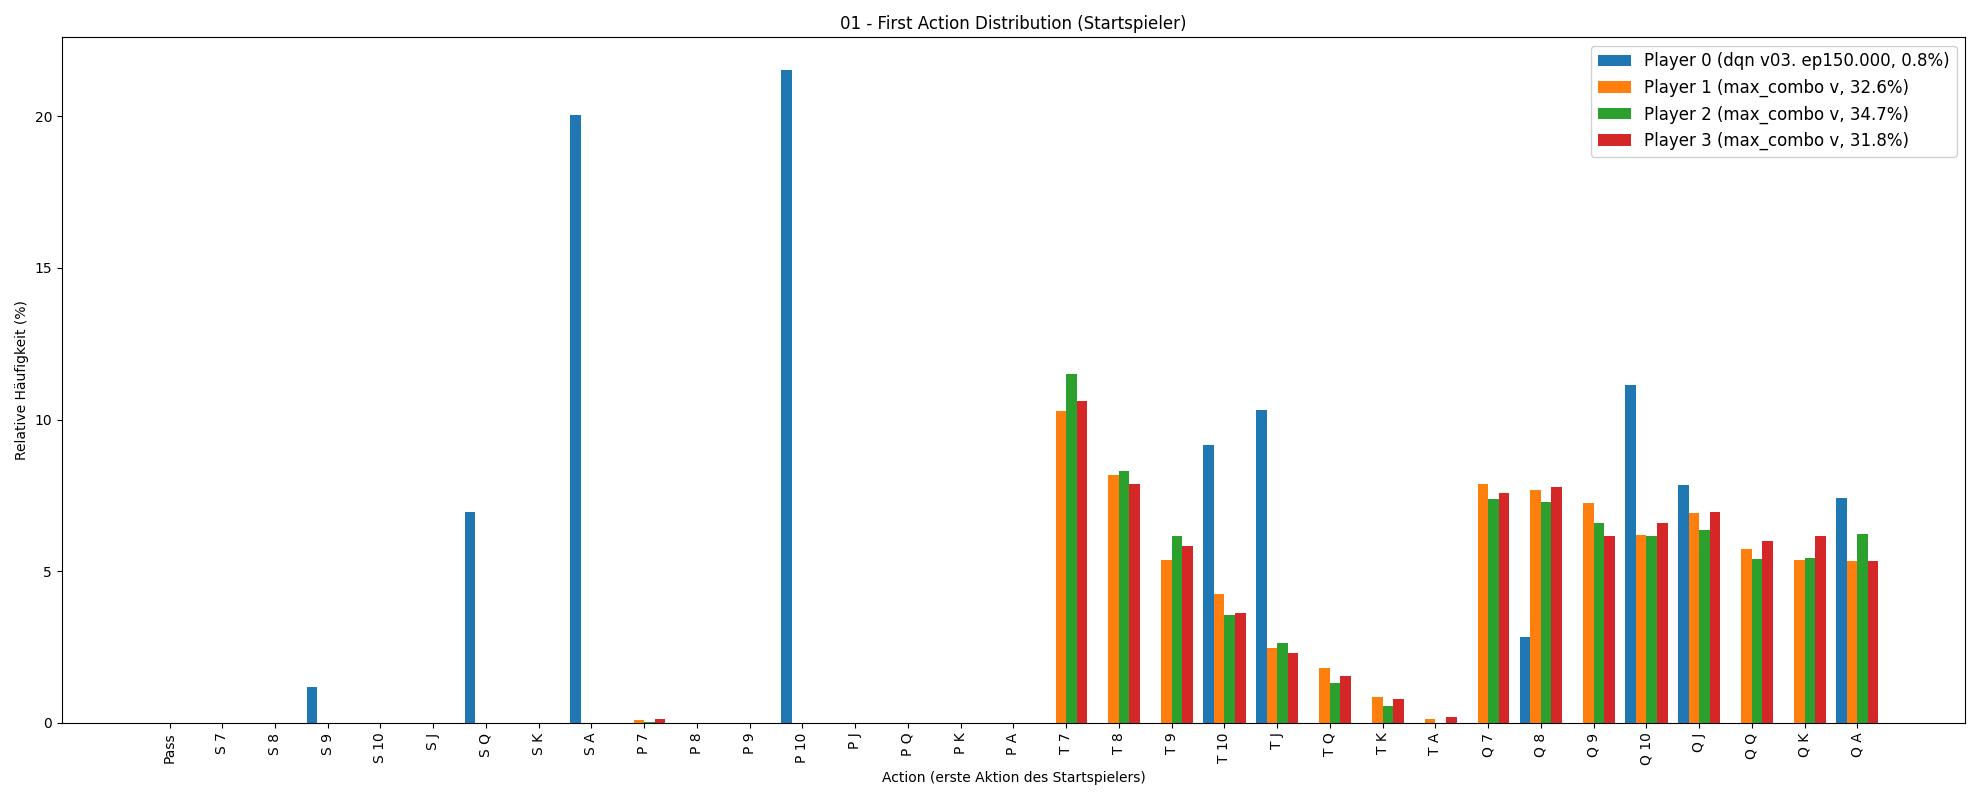 01 - First Action Distribution (Startspieler)
Player 0 (dqn v03. ep150.000, 0.8%)
Player 1 (max_combo v, 32.6%)
Player 2 (max_combo v, 34.7%)
Player 3 (max_combo v, 31.8%)
Relative Häufigkeit (%)
20
15
10
5
0
Pass
S 7
S 8
S 9
S 10
S J
S Q
S K
S A
P 7
P 8
P 9
P 10
P J
P Q
P K
P A
T 7
T 8
T 9
T 10
T J
T Q
T K
T A
Q 7
Q 8
Q 9
Q 10
Q J
Q Q
Q K
Q A
Action (erste Aktion des Startspielers)